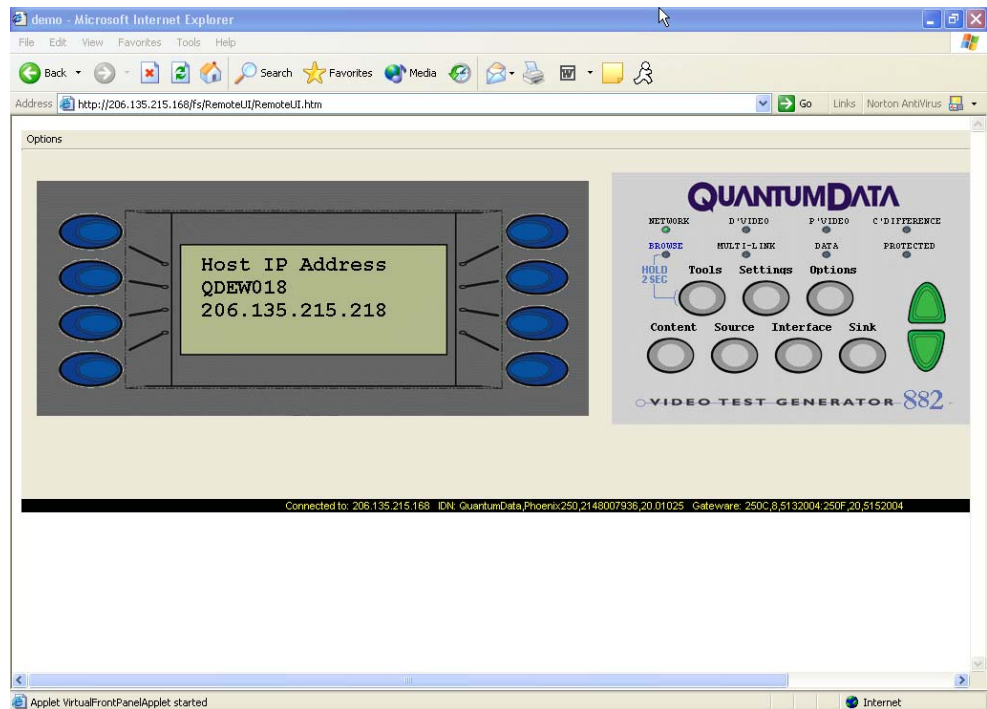 demo - Microsoft Internet Explorer
File Edit View Favorites Tools Help
Back Search Favorites Media
Address http://206.135.215.168/fs/RemoteUI/RemoteUI.htm Go Links Norton AntiVirus
Options
Host IP Address
QDEW018
206.135.215.218
QUANTUMDATA
NETWORK D'VIDEO P'VIDEO C'DIFFERENCE
BROWSE MULTI-LINK DATA PROTECTED
HOLD 2 SEC
Tools Settings Options
Content Source Interface Sink
VIDEO TEST GENERATOR 882
Connected to: 206.135.215.168 IDN: QuantumData,Phoenix250,2148007936,20.01025 Gateware: 250C,8,5132004:250F,20,5152004
Applet VirtualFrontPanelApplet started
Internet